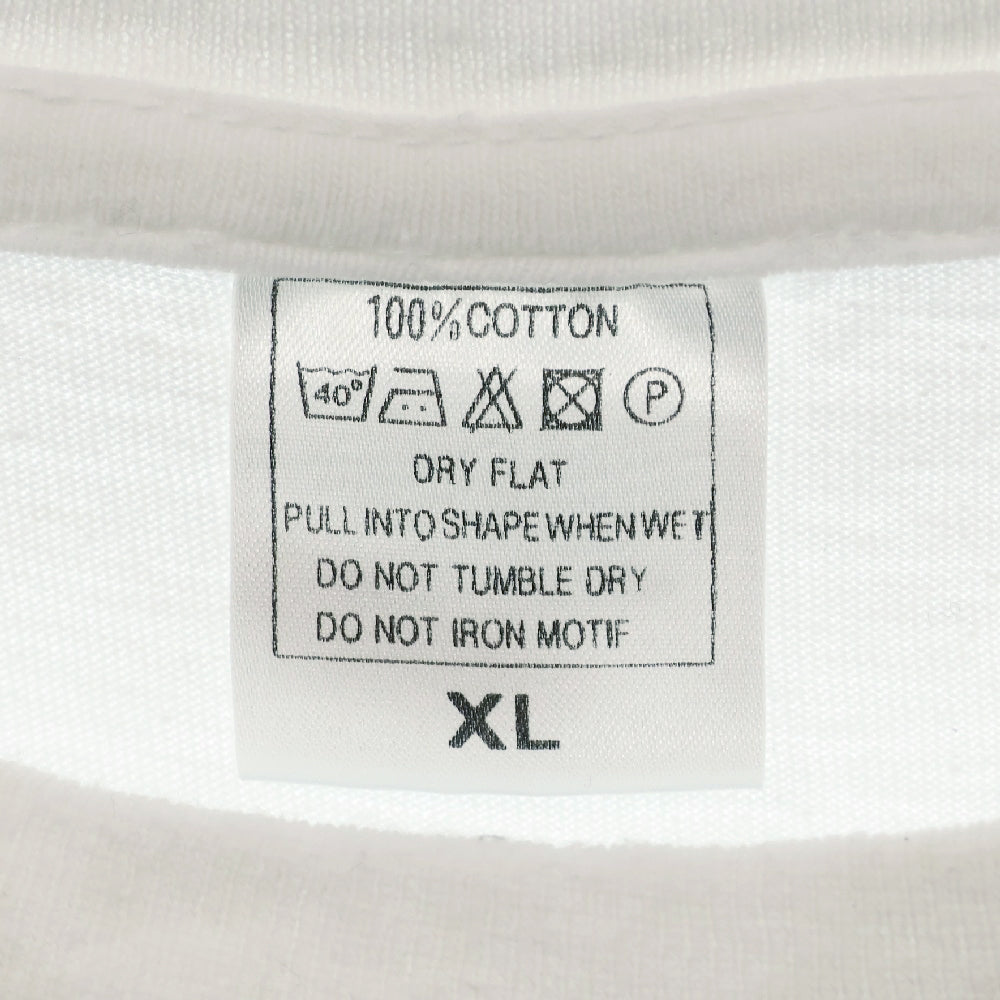 100% COTTON
40° P
DRY FLAT
PULL INTO SHAPE WHEN WET
DO NOT TUMBLE DRY
DO NOT IRON MOTIF
XL